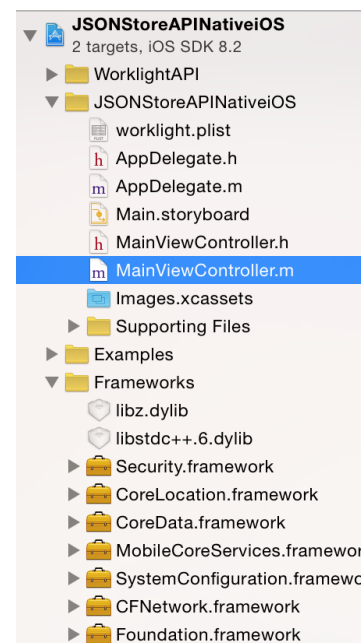 JSONStoreAPINativeiOS
2 targets, iOS SDK 8.2
WorklightAPI
JSONStoreAPINativeiOS
worklight.plist
h AppDelegate.h
m AppDelegate.m
Main.storyboard
h MainViewController.h
m MainViewController.m
Images.xcassets
Supporting Files
Examples
Frameworks
libz.dylib
libstdc++.6.dylib
Security.framework
CoreLocation.framework
CoreData.framework
MobileCoreServices.framewor
SystemConfiguration.framewo
CFNetwork.framework
Foundation.framework